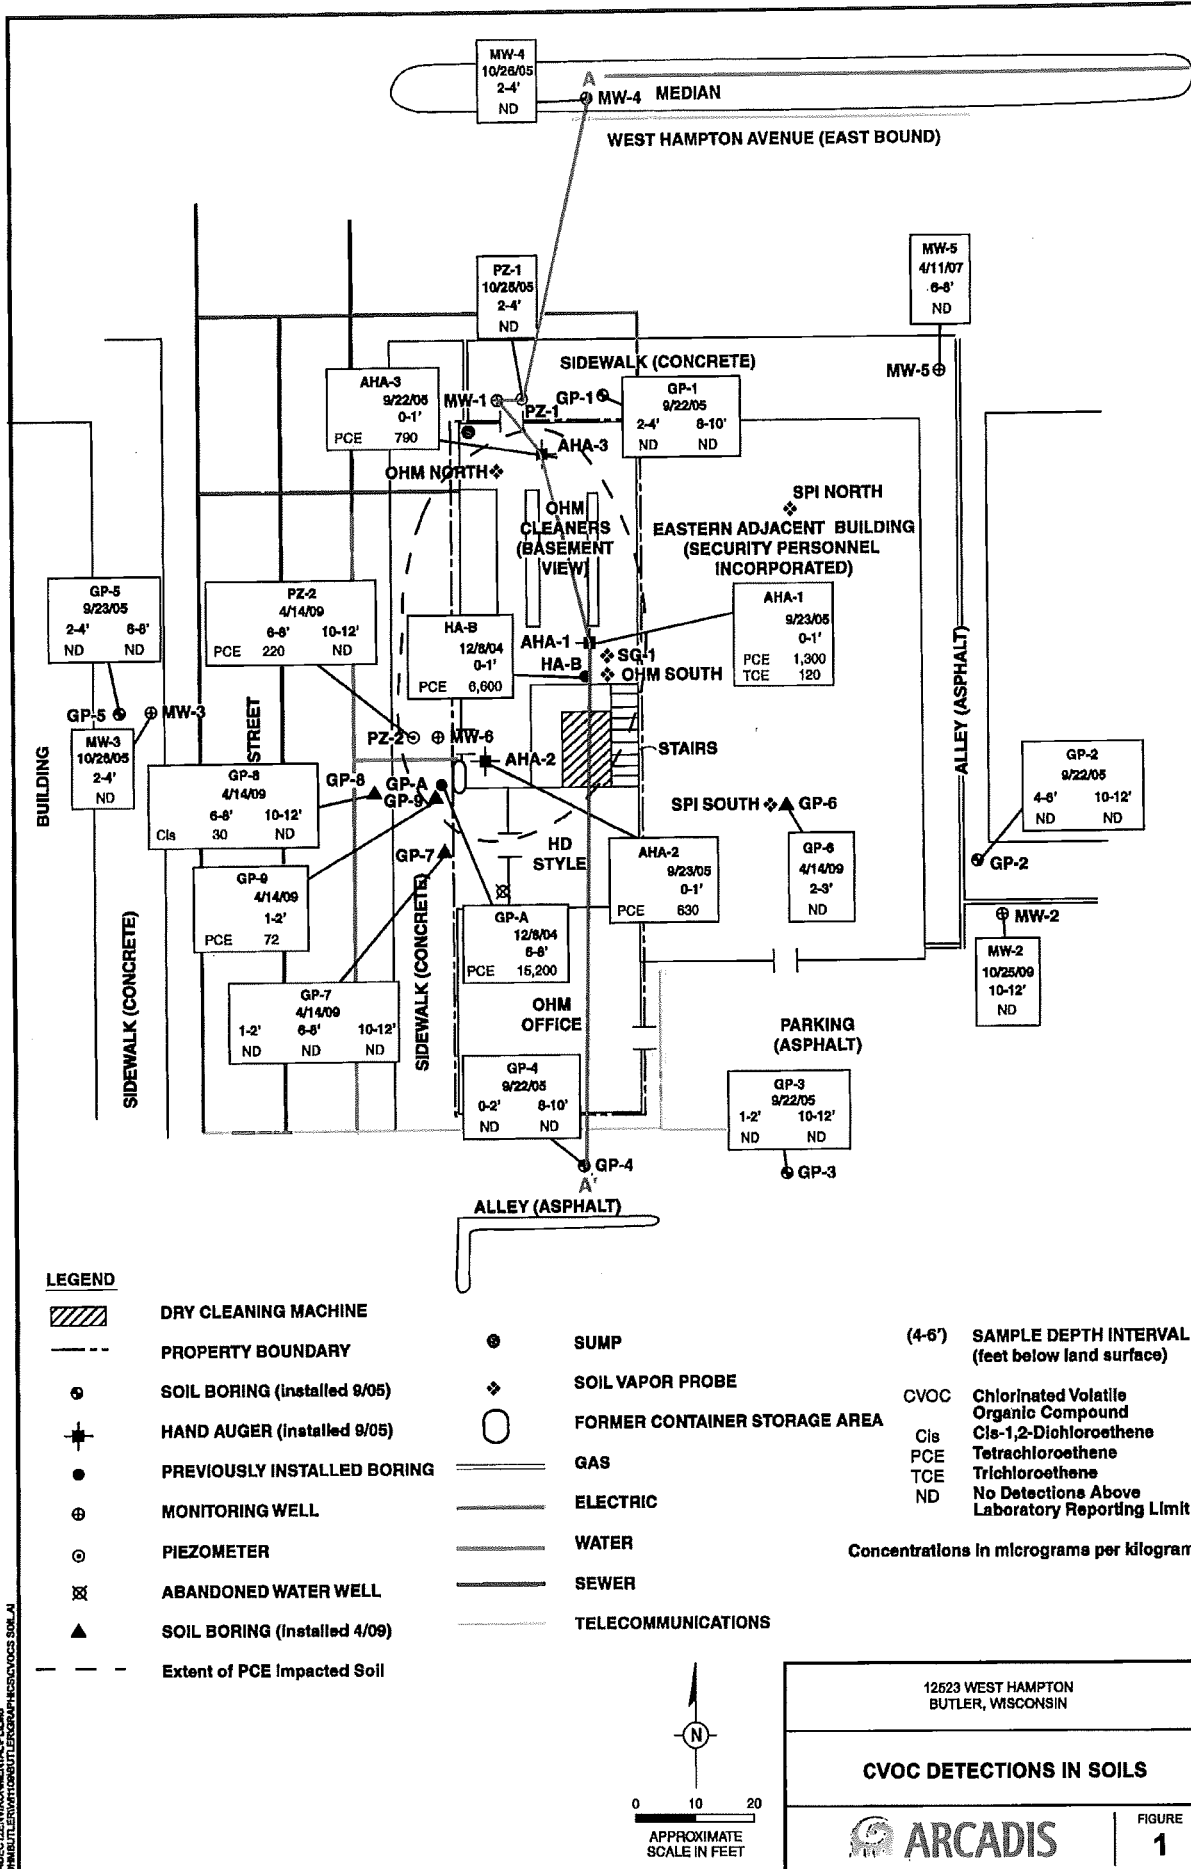 MW-4
10/26/05
2-4'
ND
A
MW-4 MEDIAN
WEST HAMPTON AVENUE (EAST BOUND)
MW-5
4/11/07
6-8'
ND
PZ-1
10/25/05
2-4'
ND
SIDEWALK (CONCRETE)
MW-5
AHA-3
9/22/05
0-1'
PCE 790
MW-1
PZ-1
GP-1
GP-1
9/22/05
2-4' 8-10'
ND ND
AHA-3
OHM NORTH
SPI NORTH
OHM
CLEANERS
(BASEMENT
VIEW)
EASTERN ADJACENT BUILDING
(SECURITY PERSONNEL
INCORPORATED)
GP-5
9/23/05
2-4' 6-8'
ND ND
PZ-2
4/14/09
6-8' 10-12'
PCE 220 ND
HA-B
12/8/04
0-1'
PCE 6,600
AHA-1
9/23/05
0-1'
PCE 1,300
TCE 120
AHA-1
SG-1
HA-B
OHM SOUTH
GP-5
MW-3
MW-3
10/26/05
2-4'
ND
BUILDING
STREET
PZ-2
MW-6
AHA-2
STAIRS
ALLEY (ASPHALT)
GP-2
9/22/05
4-6' 10-12'
ND ND
GP-8
4/14/09
6-8' 10-12'
Cis 30 ND
GP-8
GP-A
GP-9
SPI SOUTH
GP-6
GP-7
HD
STYLE
AHA-2
9/23/05
0-1'
PCE 630
GP-6
4/14/09
2-3'
ND
GP-2
GP-9
4/14/09
1-2'
PCE 72
GP-A
12/8/04
6-8'
PCE 15,200
MW-2
MW-2
10/25/09
10-12'
ND
SIDEWALK (CONCRETE)
SIDEWALK (CONCRETE)
GP-7
4/14/09
1-2' 6-8' 10-12'
ND ND ND
OHM
OFFICE
PARKING
(ASPHALT)
GP-4
9/22/05
0-2' 8-10'
ND ND
GP-3
9/22/05
1-2' 10-12'
ND ND
GP-4
GP-3
A'
ALLEY (ASPHALT)
LEGEND
DRY CLEANING MACHINE
PROPERTY BOUNDARY
SOIL BORING (installed 9/05)
HAND AUGER (installed 9/05)
PREVIOUSLY INSTALLED BORING
MONITORING WELL
PIEZOMETER
ABANDONED WATER WELL
SOIL BORING (installed 4/09)
Extent of PCE Impacted Soil
SUMP
SOIL VAPOR PROBE
FORMER CONTAINER STORAGE AREA
GAS
ELECTRIC
WATER
SEWER
TELECOMMUNICATIONS
(4-6') SAMPLE DEPTH INTERVAL
(feet below land surface)
CVOC Chlorinated Volatile
Organic Compound
Cis Cis-1,2-Dichloroethene
PCE Tetrachloroethene
TCE Trichloroethene
ND No Detections Above
Laboratory Reporting Limit
Concentrations in micrograms per kilogram
N
0 10 20
APPROXIMATE
SCALE IN FEET
12523 WEST HAMPTON
BUTLER, WISCONSIN
CVOC DETECTIONS IN SOILS
ARCADIS
FIGURE
1